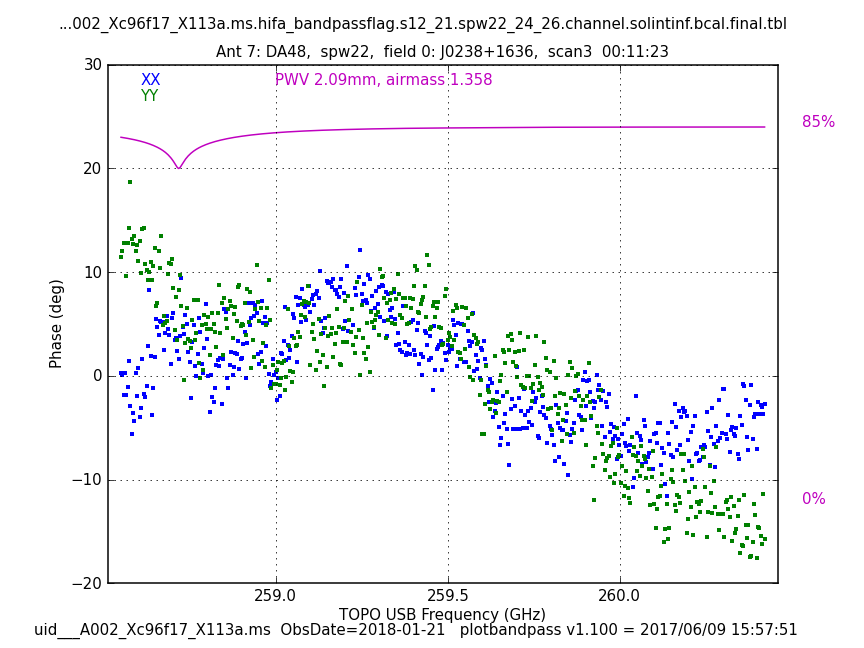 ...002_Xc96f17_X113a.ms.hifa_bandpassflag.s12_21.spw22_24_26.channel.solintinf.bcal.final.tbl
Ant 7: DA48,  spw22,  field 0: J0238+1636,  scan3  00:11:23
XX
PWV 2.09mm, airmass 1.358
YY
30
20
10
0
−10
−20
85%
0%
Phase (deg)
259.0
259.5
260.0
TOPO USB Frequency (GHz)
uid___A002_Xc96f17_X113a.ms  ObsDate=2018-01-21   plotbandpass v1.100 = 2017/06/09 15:57:51